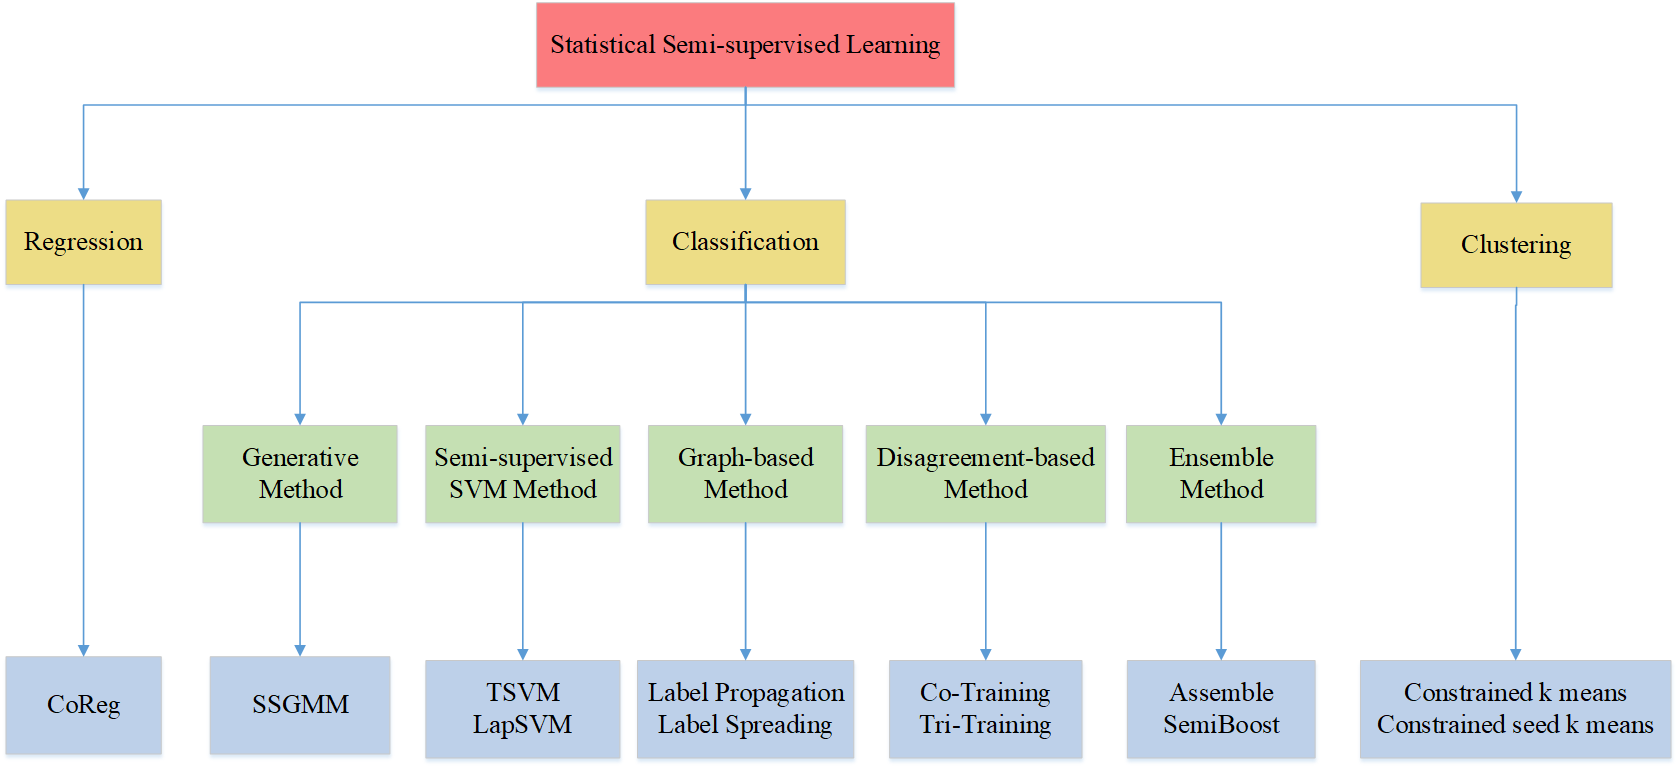 Statistical Semi-supervised Learning
Regression
Classification
Clustering
Generative
Method
Semi-supervised
SVM Method
Graph-based
Method
Disagreement-based
Method
Ensemble
Method
CoReg
SSGMM
TSVM
LapSVM
Label Propagation
Label Spreading
Co-Training
Tri-Training
Assemble
SemiBoost
Constrained k means
Constrained seed k means